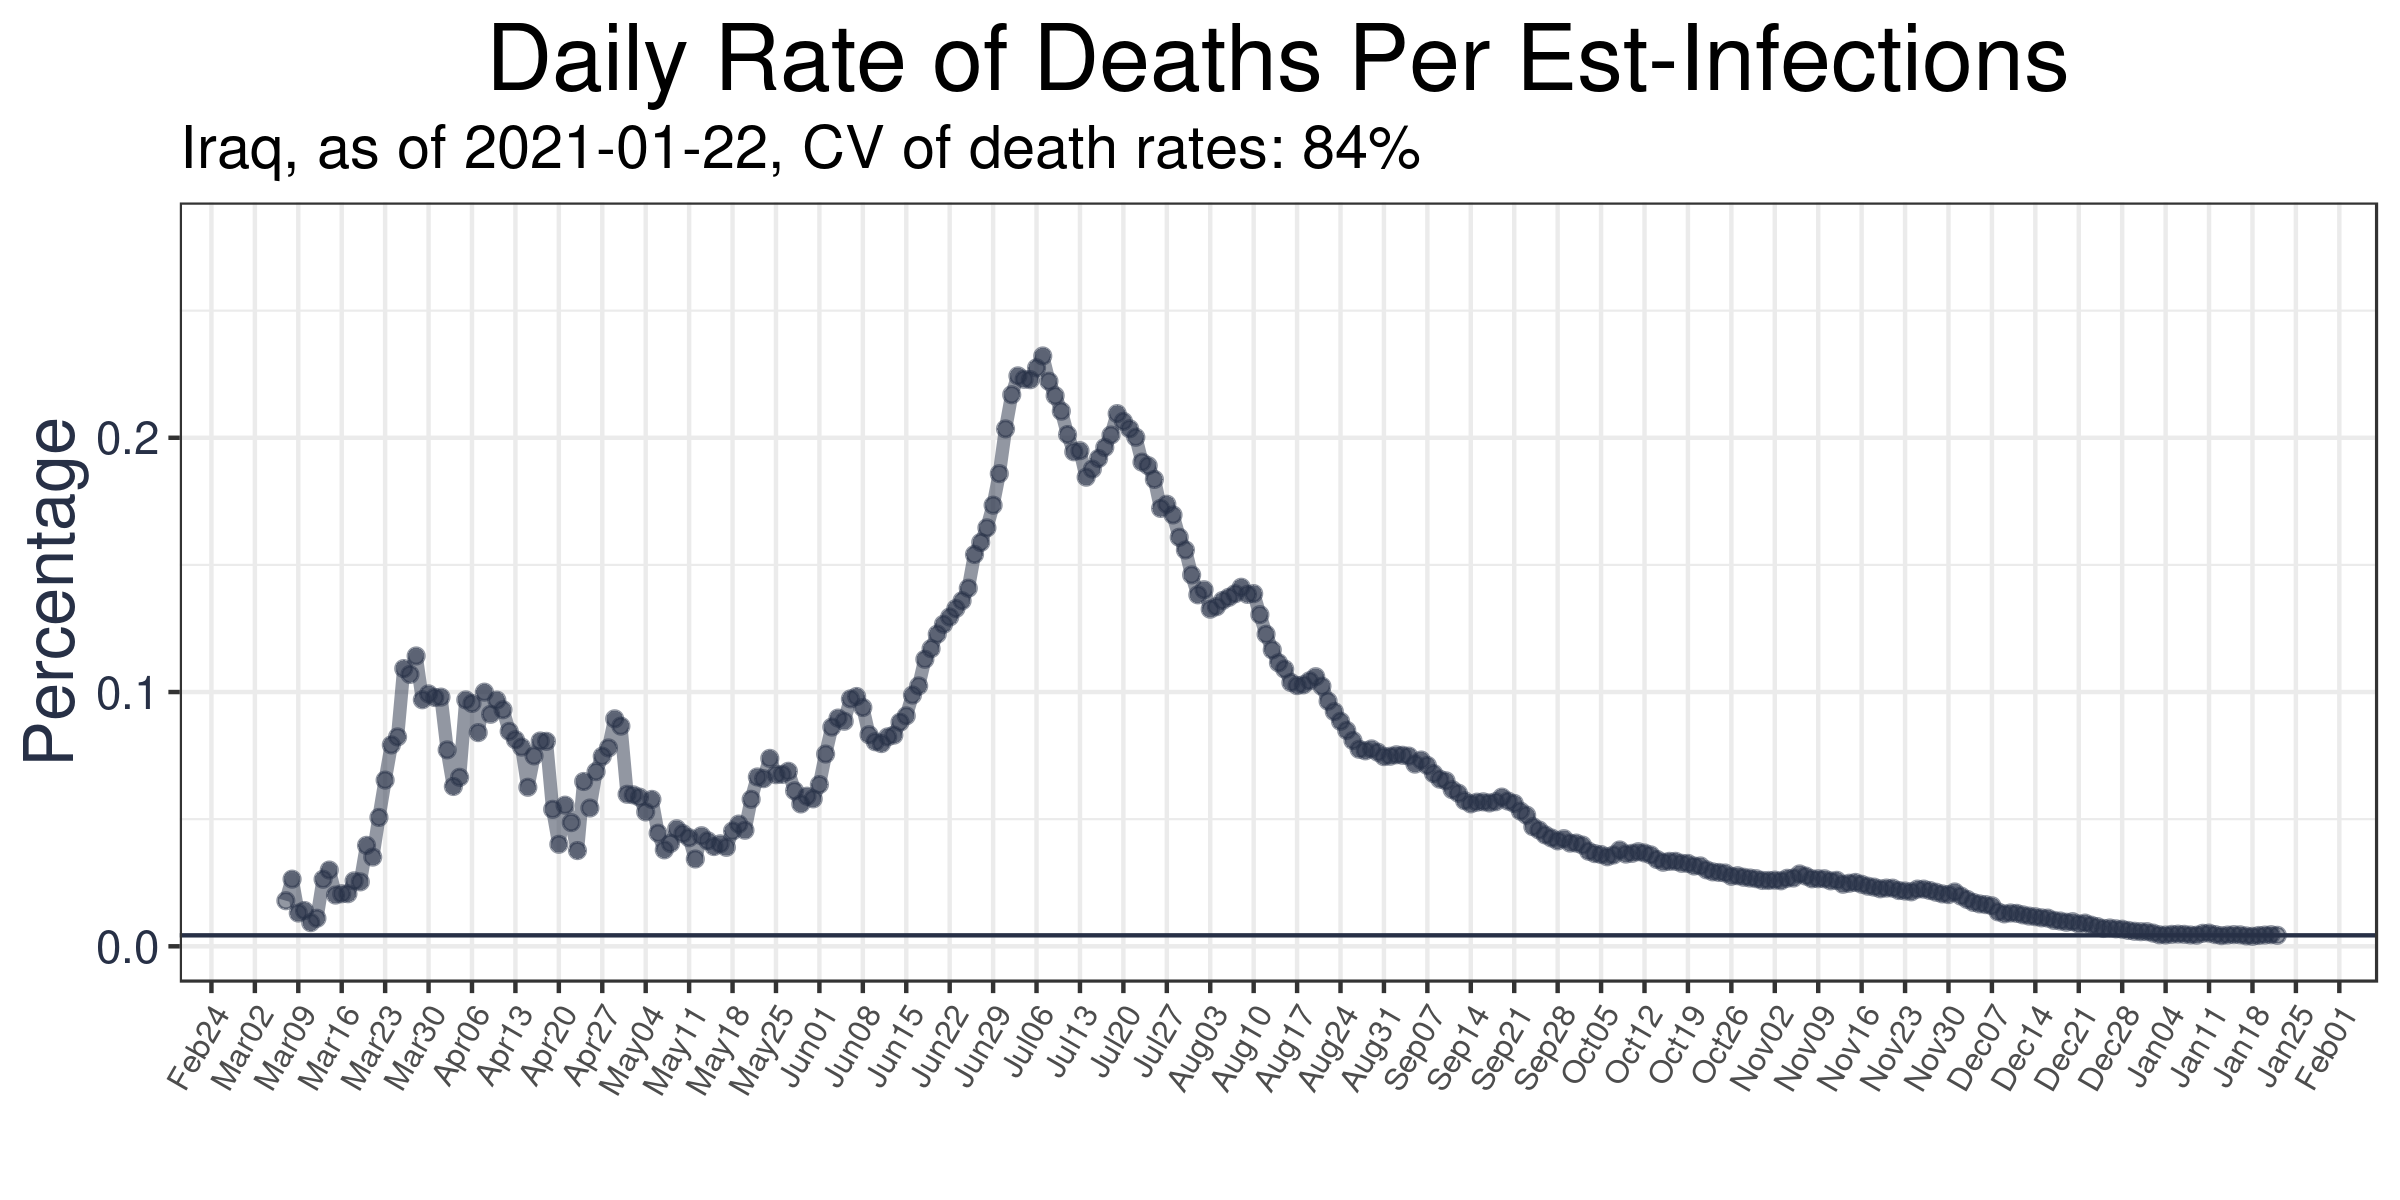 Daily Rate of Deaths Per Est-Infections
Iraq, as of 2021-01-22, CV of death rates: 84%
Percentage
0.2
0.1
0.0
Feb24 Mar02 Mar09 Mar16 Mar23 Mar30 Apr06 Apr13 Apr20 Apr27 May04 May11 May18 May25 Jun01 Jun08 Jun15 Jun22 Jun29 Jul06 Jul13 Jul20 Jul27 Aug03 Aug10 Aug17 Aug24 Aug31 Sep07 Sep14 Sep21 Sep28 Oct05 Oct12 Oct19 Oct26 Nov02 Nov09 Nov16 Nov23 Nov30 Dec07 Dec14 Dec21 Dec28 Jan04 Jan11 Jan18 Jan25 Feb01